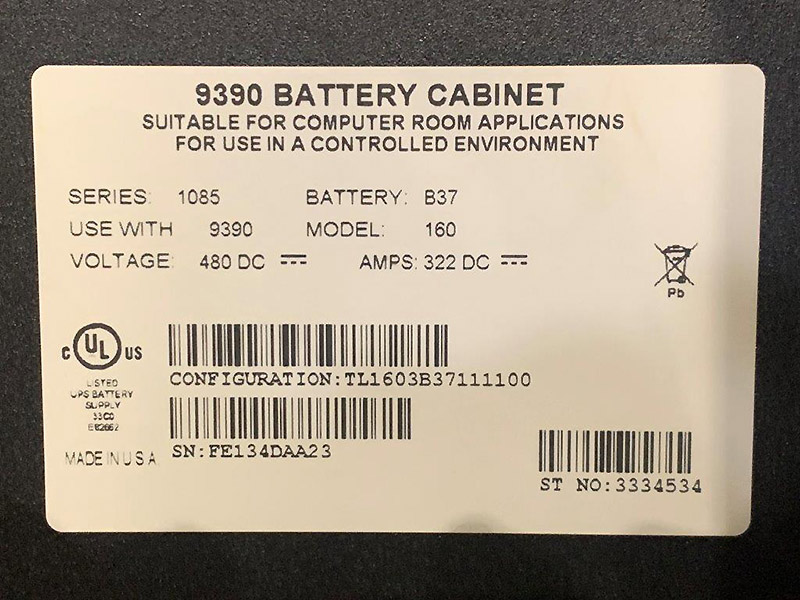 9390 BATTERY CABINET
SUITABLE FOR COMPUTER ROOM APPLICATIONS
FOR USE IN A CONTROLLED ENVIRONMENT
SERIES: 1085 BATTERY: B37
USE WITH 9390 MODEL: 160
VOLTAGE: 480 DC AMPS: 322 DC
Pb
c UL US
LISTED
UPS BATTERY
SUPPLY
33C0
E82662
MADE IN U S A
CONFIGURATION:TL1603B37111100
SN:FE134DAA23
ST NO:3334534